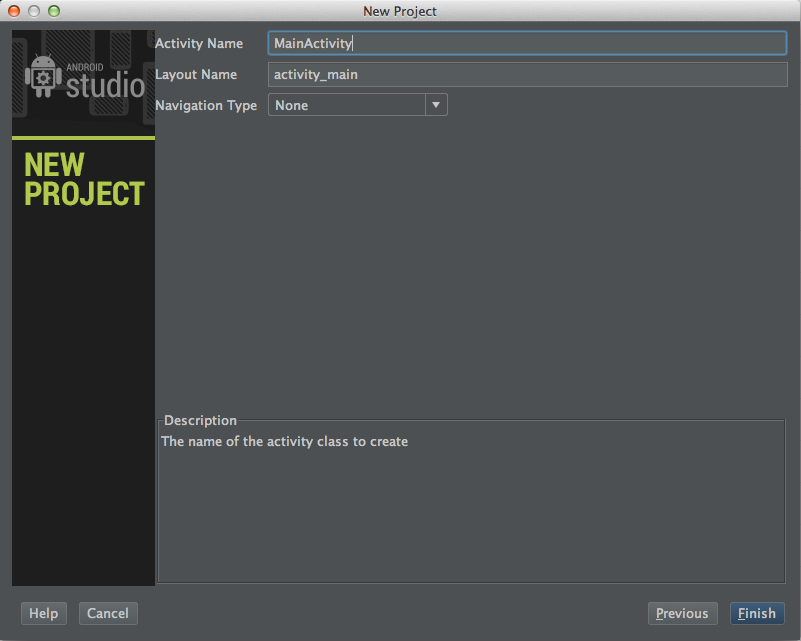 New Project
ANDROID
studio
NEW
PROJECT
Activity Name MainActivity
Layout Name activity_main
Navigation Type None
Description
The name of the activity class to create
Help Cancel Previous Finish